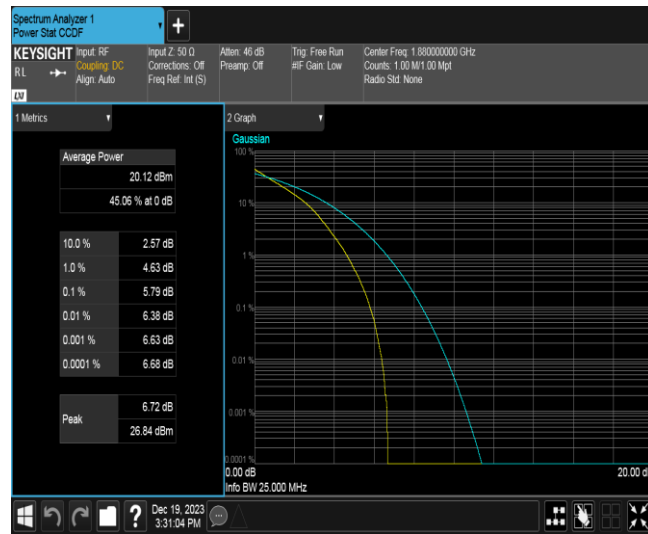 Spectrum Analyzer 1
Power Stat CCDF
+
KEYSIGHT
RL
LXI
Input: RF
Coupling: DC
Align: Auto
Input Z: 50 Ω
Corrections: Off
Freq Ref: Int (S)
Atten: 46 dB
Preamp: Off
Trig: Free Run
#IF Gain: Low
Center Freq: 1.880000000 GHz
Counts: 1.00 M/1.00 Mpt
Radio Std: None
1 Metrics
Average Power
20.12 dBm
45.06 % at 0 dB
10.0 % 2.57 dB
1.0 % 4.63 dB
0.1 % 5.79 dB
0.01 % 6.38 dB
0.001 % 6.63 dB
0.0001 % 6.68 dB
Peak
6.72 dB
26.84 dBm
2 Graph
Gaussian
100 %
10 %
1 %
0.1 %
0.01 %
0.001 %
0.0001 %
0.00 dB
20.00 d
Info BW 25.000 MHz
?
Dec 19, 2023
3:31:04 PM